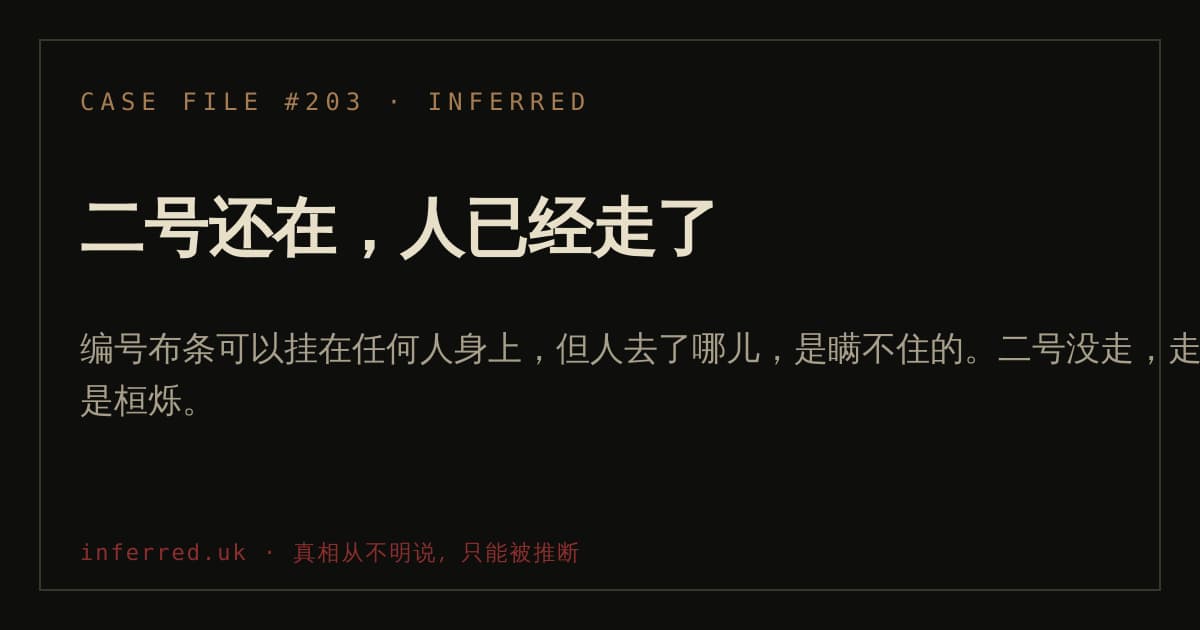 CASE FILE #203 · INFERRED
二号还在，人已经走了
编号布条可以挂在任何人身上，但人去了哪儿，是瞒不住的。二号没走，走
是桓烁。
inferred.uk · 真相从不明说，只能被推断